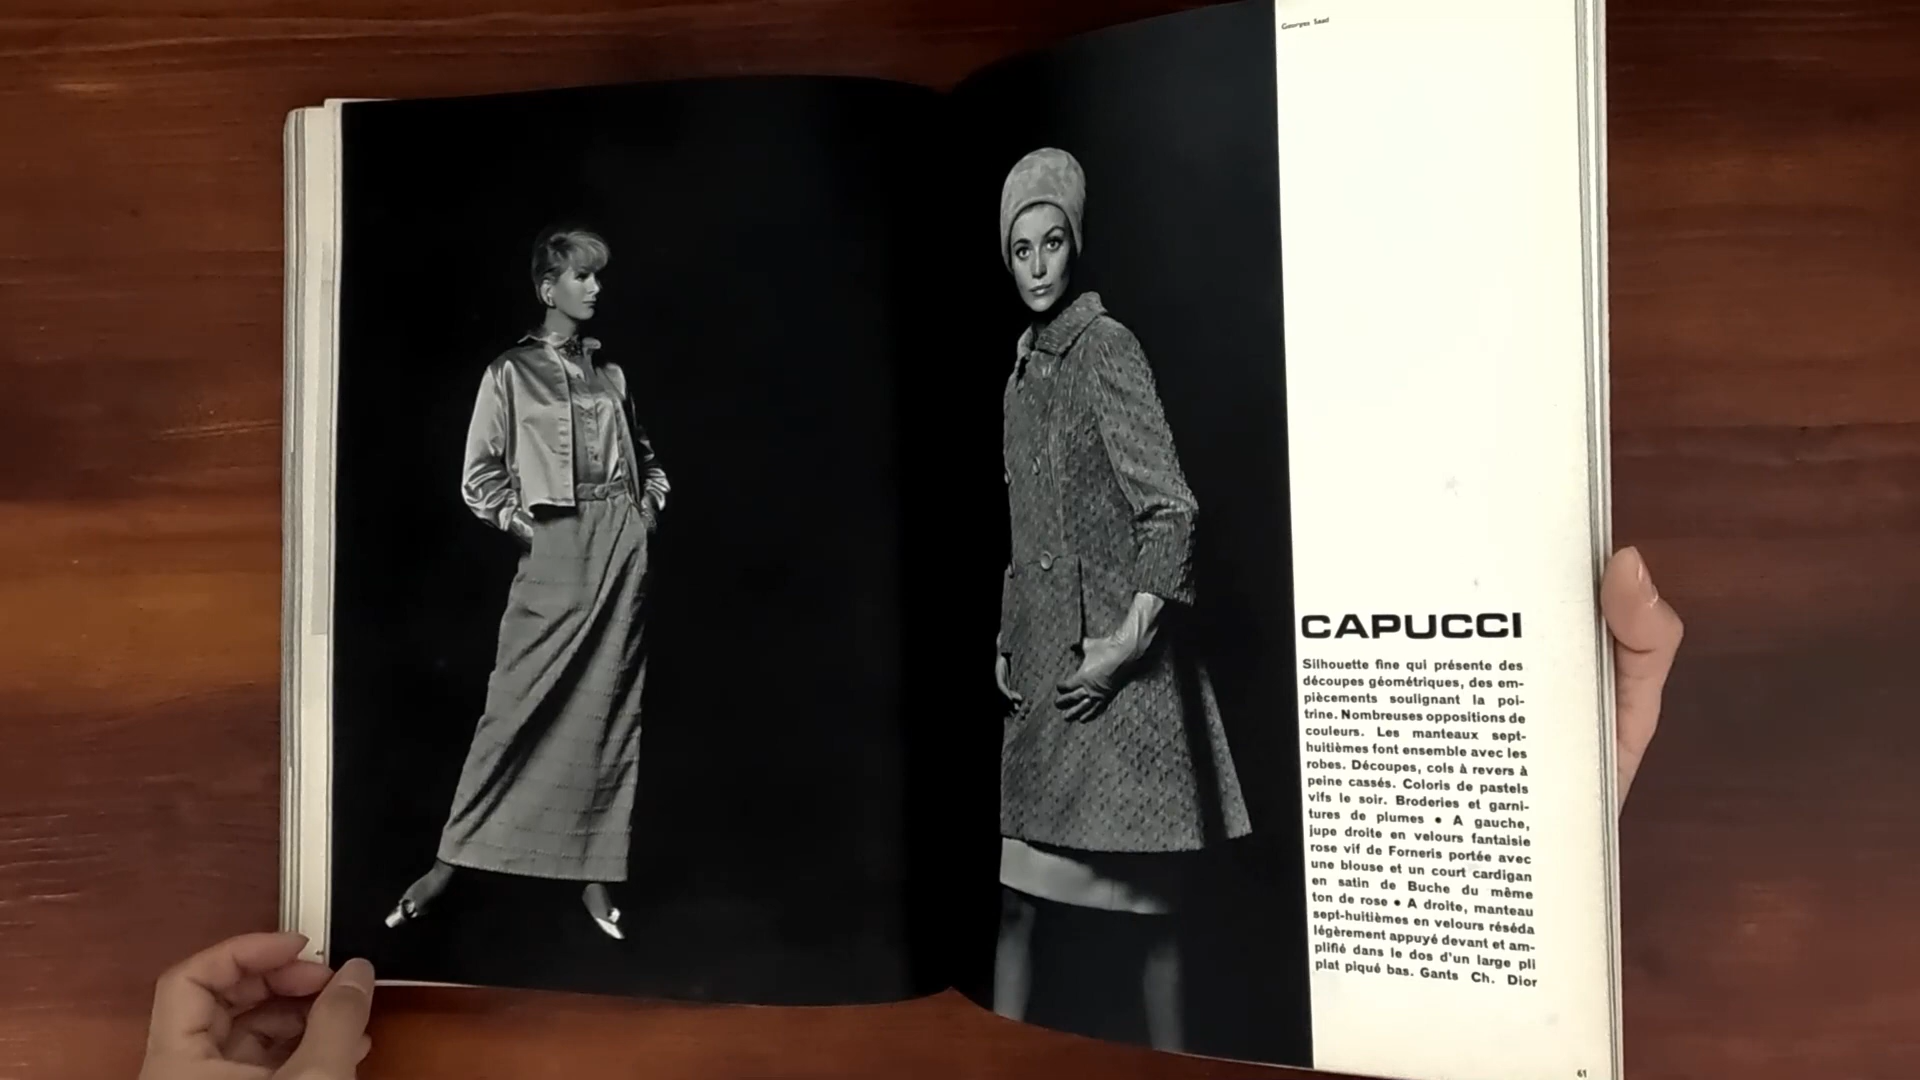 Georges Saad
CAPUCCI
Silhouette fine qui présente des
découpes géométriques, des em-
piècements soulignant la poi-
trine. Nombreuses oppositions de
couleurs. Les manteaux sept-
huitièmes font ensemble avec les
robes. Découpes, cols à revers à
peine cassés. Coloris de pastels
vifs le soir. Broderies et garni-
tures de plumes • A gauche,
jupe droite en velours fantaisie
rose vif de Forneris portée avec
une blouse et un court cardigan
en satin de Buche du même
ton de rose • A droite, manteau
sept-huitièmes en velours réséda
légèrement appuyé devant et am-
plifié dans le dos d'un large pli
plat piqué bas. Gants Ch. Dior
61